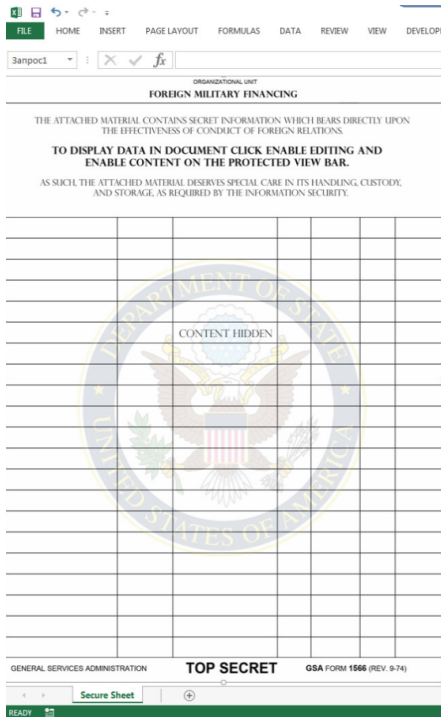 FILE HOME INSERT PAGE LAYOUT FORMULAS DATA REVIEW VIEW DEVELOP
3anpoc1 fx
ORGANIZATIONAL UNIT
FOREIGN MILITARY FINANCING
THE ATTACHED MATERIAL CONTAINS SECRET INFORMATION WHICH BEARS DIRECTLY UPON
THE EFFECTIVENESS OF CONDUCT OF FOREIGN RELATIONS.
TO DISPLAY DATA IN DOCUMENT CLICK ENABLE EDITING AND
ENABLE CONTENT ON THE PROTECTED VIEW BAR.
AS SUCH, THE ATTACHED MATERIAL DESERVES SPECIAL CARE IN ITS HANDLING, CUSTODY,
AND STORAGE, AS REQUIRED BY THE INFORMATION SECURITY.
DEPARTMENT OF STATE
CONTENT HIDDEN
UNITED STATES OF AMERICA
GENERAL SERVICES ADMINISTRATION TOP SECRET GSA FORM 1566 (REV. 9-74)
Secure Sheet
READY